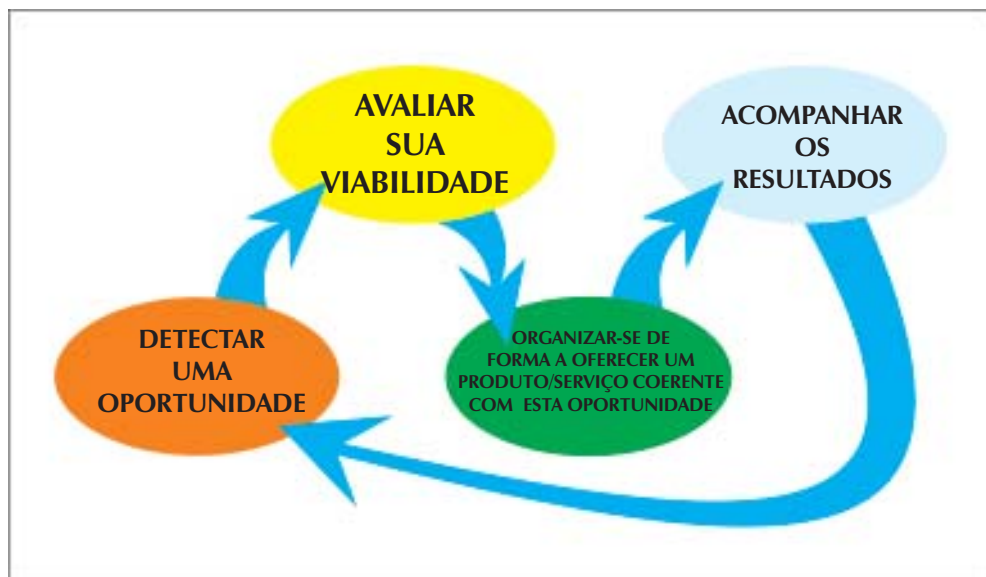 DETECTAR
UMA
OPORTUNIDADE
AVALIAR
SUA
VIABILIDADE
ORGANIZAR-SE DE
FORMA A OFERECER UM
PRODUTO/SERVIÇO COERENTE
COM ESTA OPORTUNIDADE
ACOMPANHAR
OS
RESULTADOS